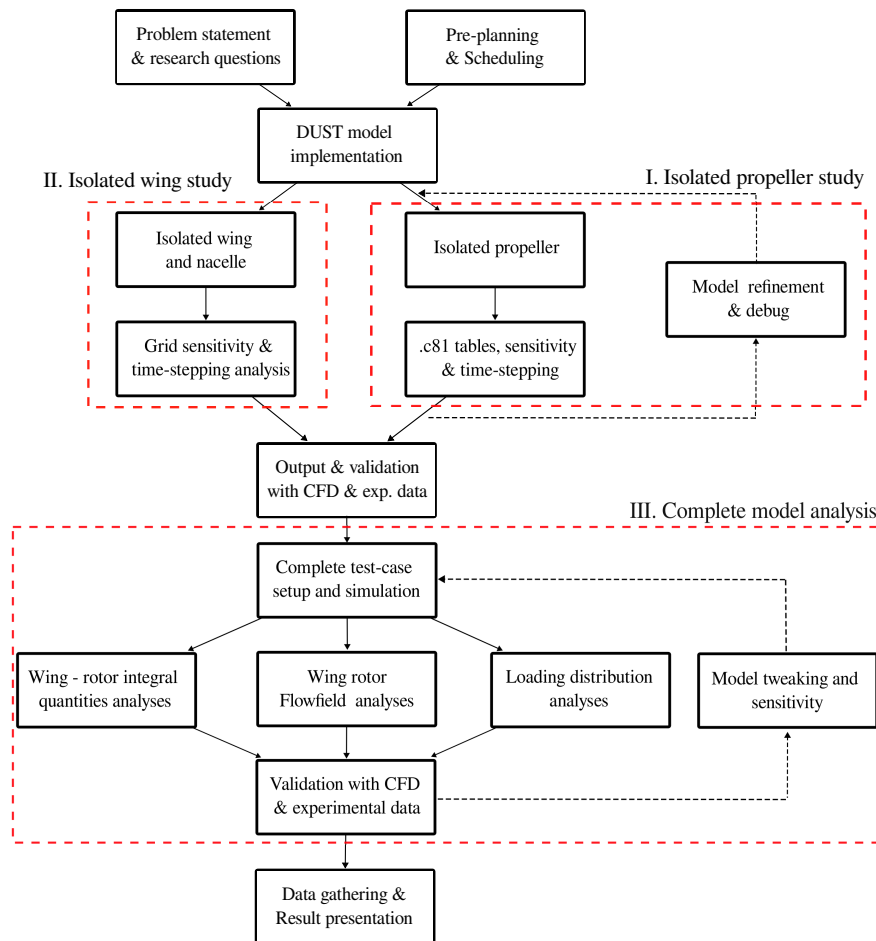 Problem statement
& research questions
Pre-planning
& Scheduling
DUST model
implementation
II. Isolated wing study
I. Isolated propeller study
Isolated wing
and nacelle
Isolated propeller
Model refinement
& debug
Grid sensitivity &
time-stepping analysis
.c81 tables, sensitivity
& time-stepping
Output & validation
with CFD & exp. data
III. Complete model analysis
Complete test-case
setup and simulation
Wing - rotor integral
quantities analyses
Wing rotor
Flowfield analyses
Loading distribution
analyses
Model tweaking and
sensitivity
Validation with CFD
& experimental data
Data gathering &
Result presentation